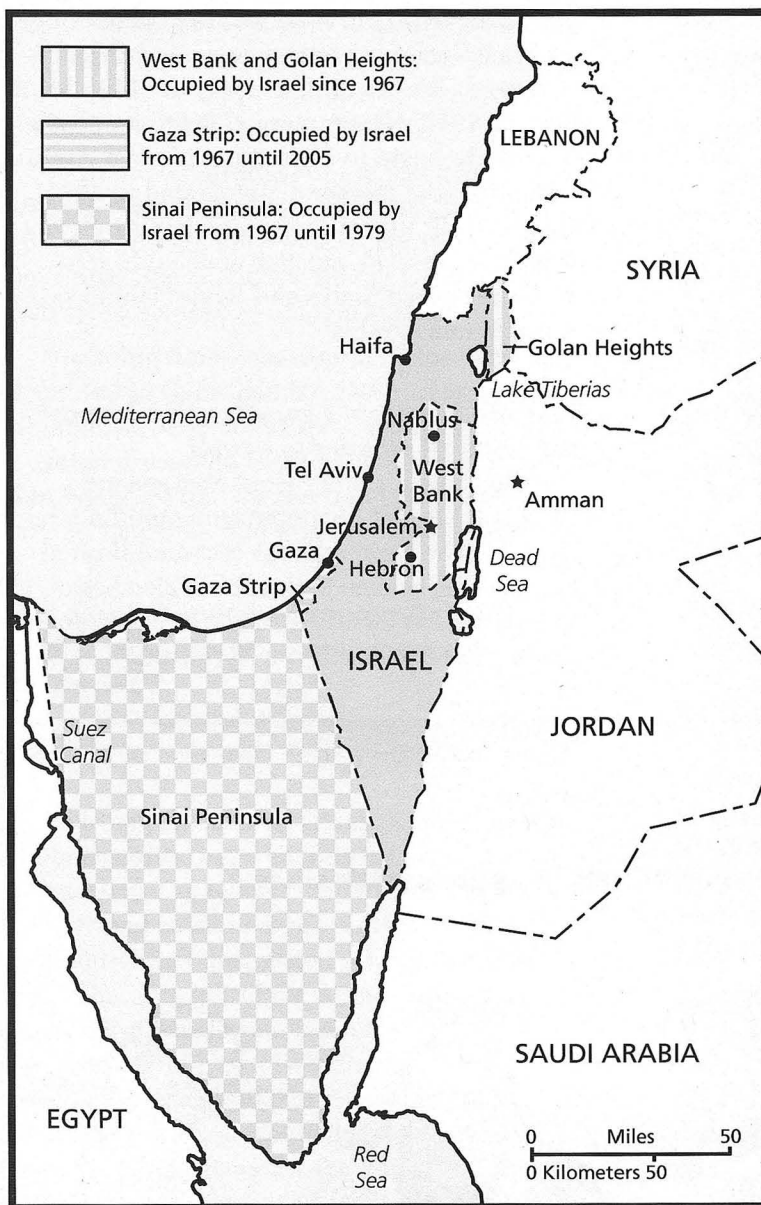 West Bank and Golan Heights:
Occupied by Israel since 1967
Gaza Strip: Occupied by Israel
from 1967 until 2005
Sinai Peninsula: Occupied by
Israel from 1967 until 1979
LEBANON
SYRIA
Haifa
Golan Heights
Mediterranean Sea
Lake Tiberias
Nablus
Tel Aviv
West
Bank
Amman
Jerusalem
Gaza
Hebron
Dead
Sea
Gaza Strip
ISRAEL
Suez
Canal
JORDAN
Sinai Peninsula
SAUDI ARABIA
EGYPT
Red
Sea
0 Miles 50
0 Kilometers 50